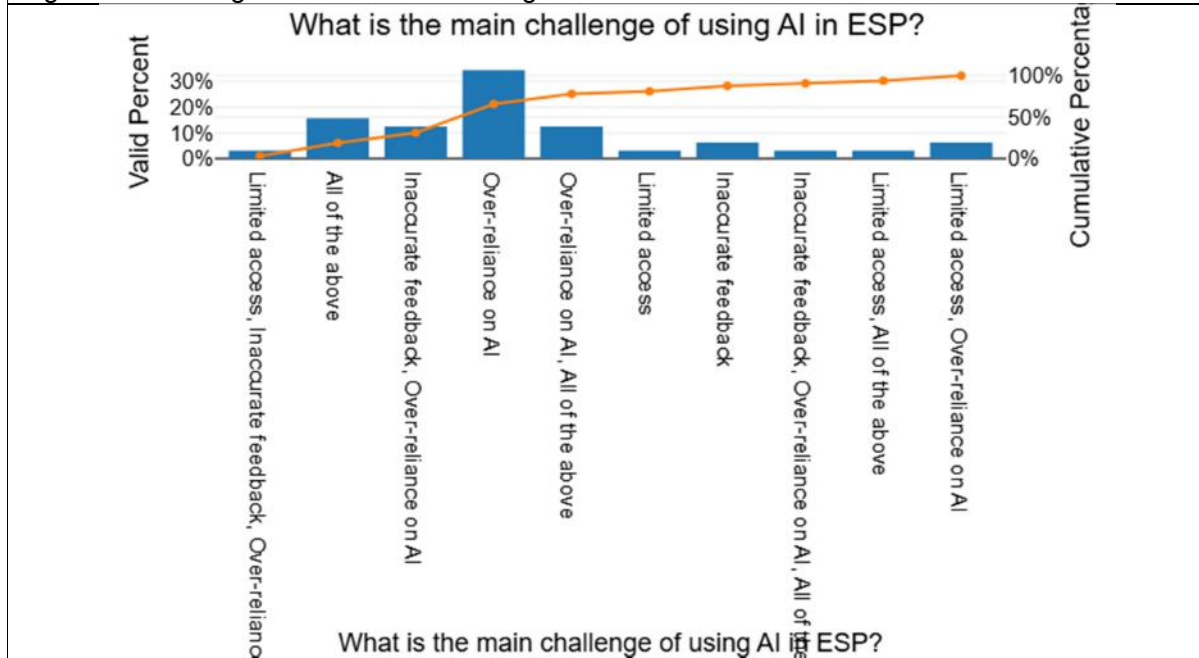 What is the main challenge of using AI in ESP?
Valid Percent
30%
20%
10%
0%
100%
50%
0%
Cumulative Percenta
Limited access, Inaccurate feedback, Over-relianc
All of the above
Inaccurate feedback, Over-reliance on AI
Over-reliance on AI
Over-reliance on AI, All of the above
Limited access
Inaccurate feedback
Inaccurate feedback, Over-reliance on AI, All of the
Limited access, All of the above
Limited access, Over-reliance on AI
What is the main challenge of using AI in ESP?